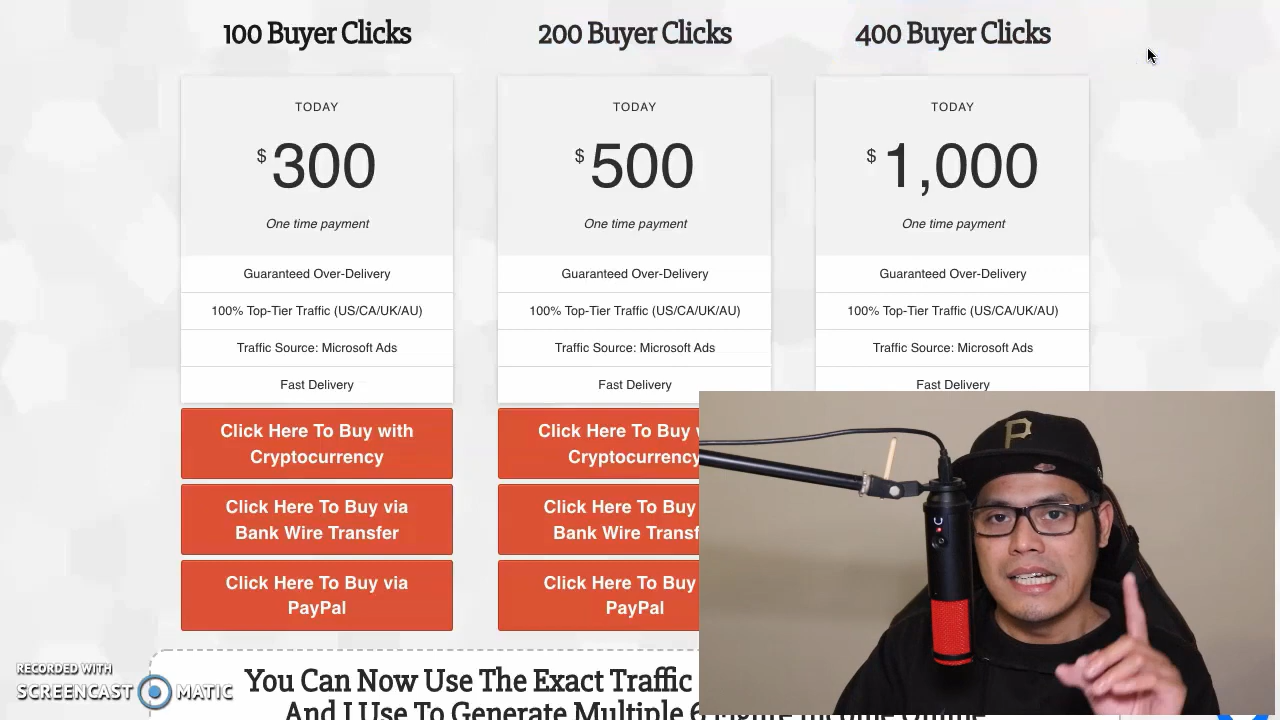 100 Buyer Clicks
200 Buyer Clicks
400 Buyer Clicks
TODAY
TODAY
TODAY
$300
$500
$1,000
One time payment
One time payment
One time payment
Guaranteed Over-Delivery
Guaranteed Over-Delivery
Guaranteed Over-Delivery
100% Top-Tier Traffic (US/CA/UK/AU)
100% Top-Tier Traffic (US/CA/UK/AU)
100% Top-Tier Traffic (US/CA/UK/AU)
Traffic Source: Microsoft Ads
Traffic Source: Microsoft Ads
Traffic Source: Microsoft Ads
Fast Delivery
Fast Delivery
Fast Delivery
Click Here To Buy with
Cryptocurrency
Click Here To Buy via
Bank Wire Transfer
Click Here To Buy via
PayPal
Click Here To Buy
Cryptocurrency
Click Here To Buy
Bank Wire
Click Here To Buy
PayPal
P
RECORDED WITH
SCREENCAST MATIC
You Can Now Use The Exact Traffic
And I Use To Generate Multiple 6 Figure Income Online